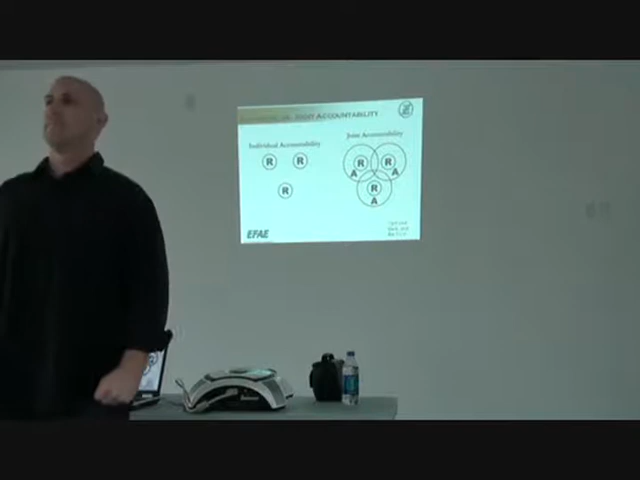 JOINT ACCOUNTABILITY
Individual Accountability
Joint Accountability
R R
R
R R
A A
R
A
EFAE